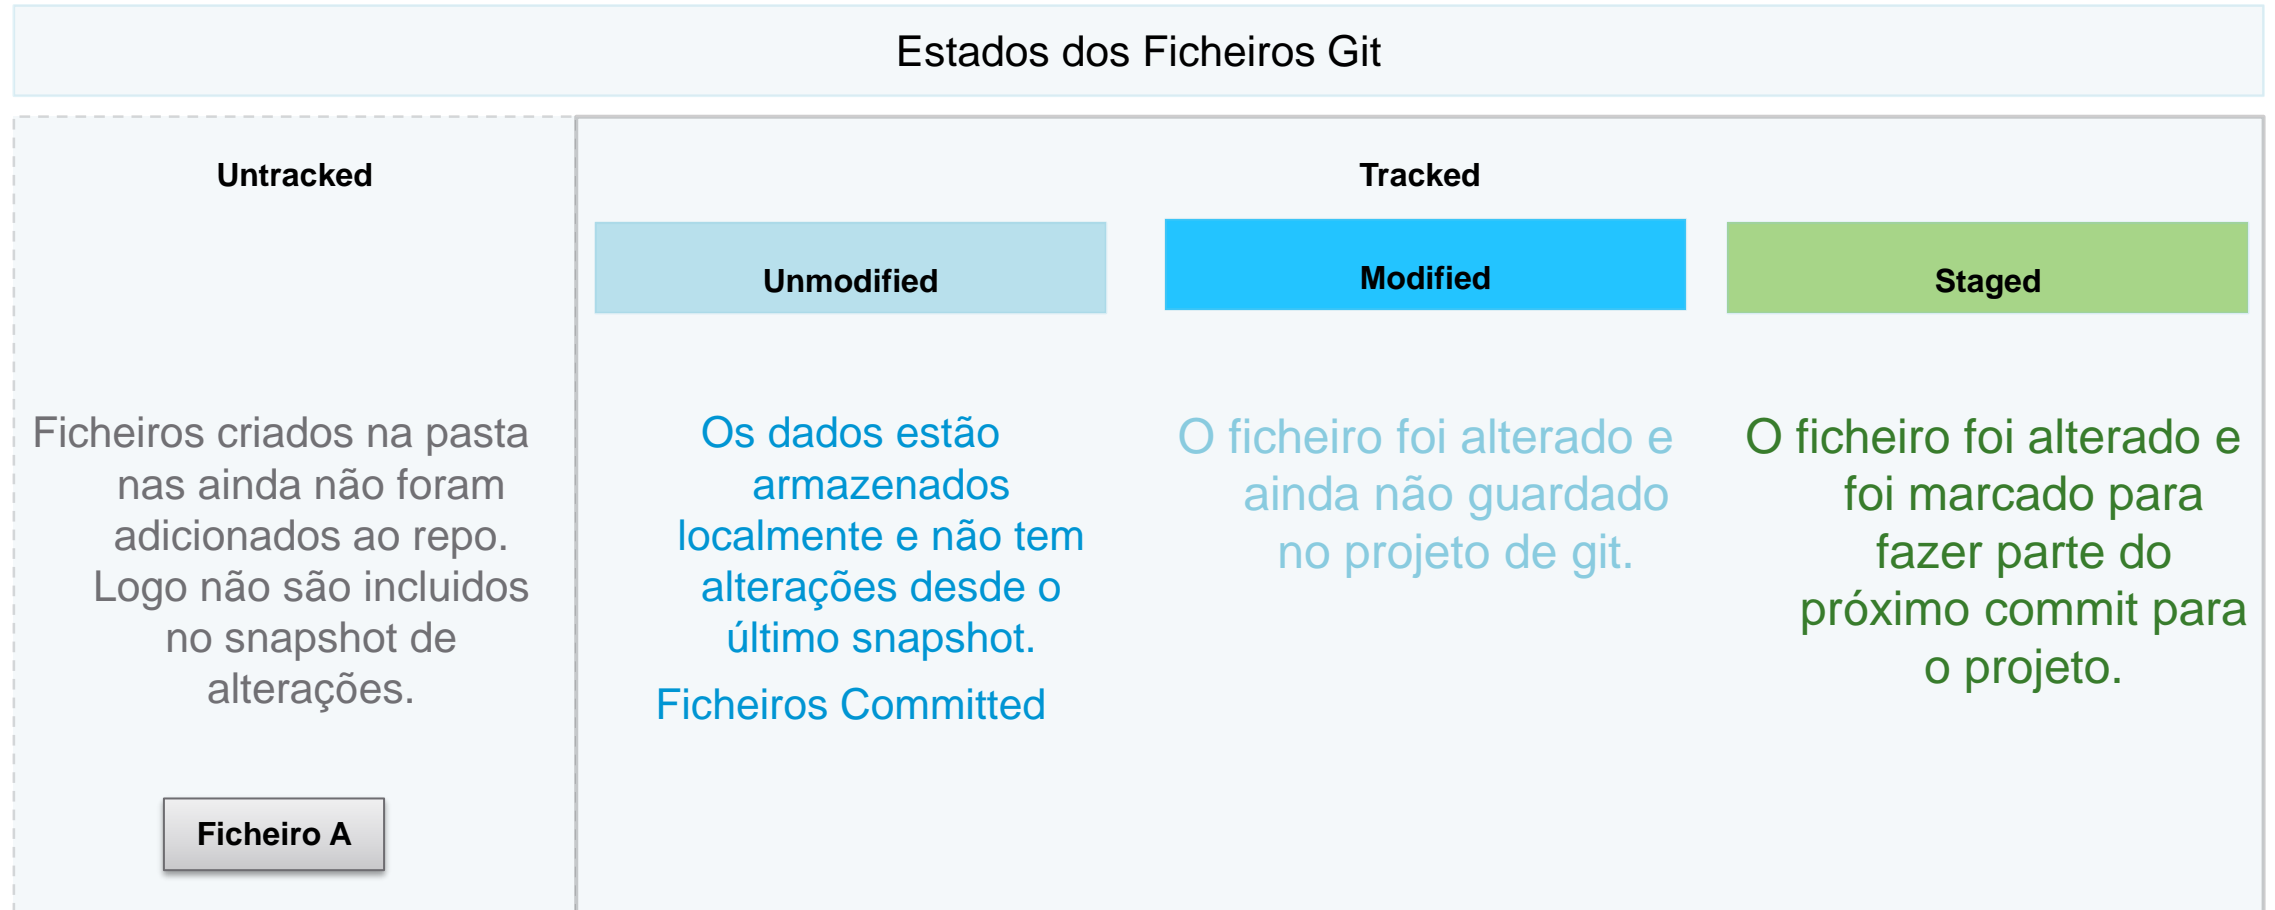 Estados dos Ficheiros Git
Untracked
Tracked
Unmodified
Modified
Staged
Ficheiros criados na pasta
nas ainda não foram
adicionados ao repo.
Logo não são incluidos
no snapshot de
alterações.
Os dados estão
armazenados
localmente e não tem
alterações desde o
último snapshot.
Ficheiros Committed
O ficheiro foi alterado e
ainda não guardado
no projeto de git.
O ficheiro foi alterado e
foi marcado para
fazer parte do
próximo commit para
o projeto.
Ficheiro A